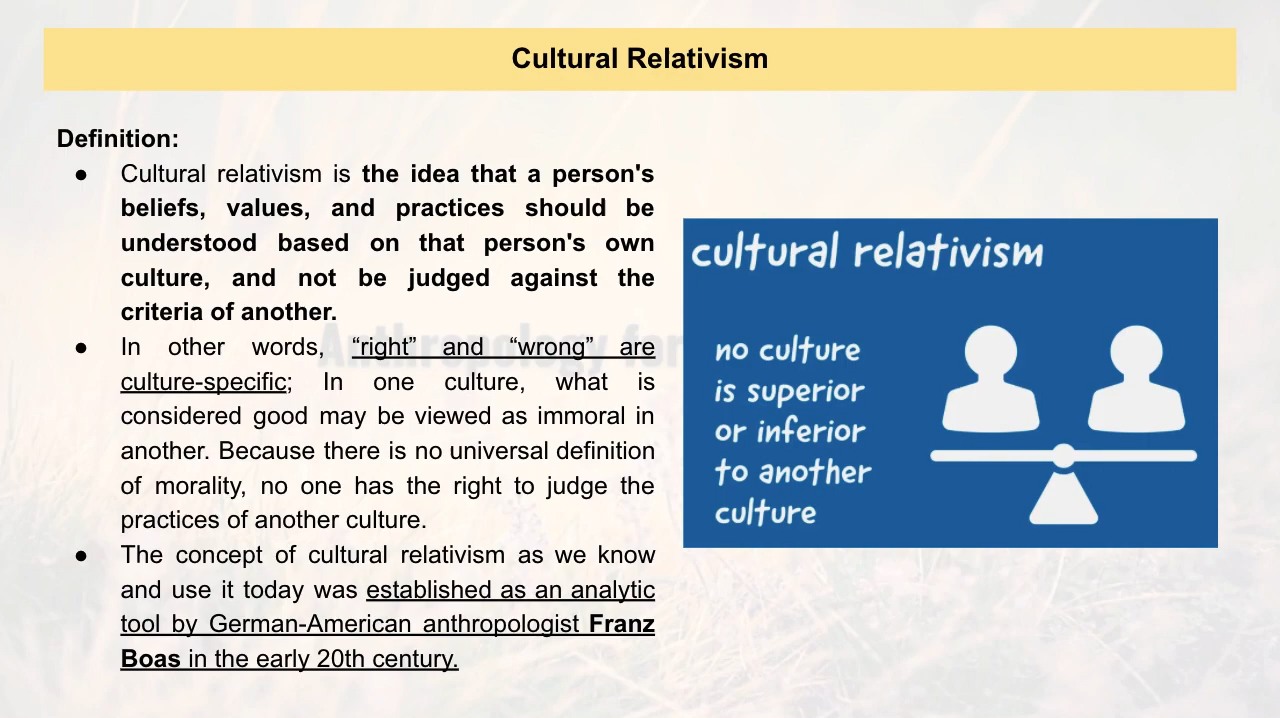 Cultural Relativism
Definition:
● Cultural relativism is the idea that a person's
beliefs, values, and practices should be
understood based on that person's own
culture, and not be judged against the
criteria of another.
● In other words, “right” and “wrong” are
culture-specific; In one culture, what is
considered good may be viewed as immoral in
another. Because there is no universal definition
of morality, no one has the right to judge the
practices of another culture.
● The concept of cultural relativism as we know
and use it today was established as an analytic
tool by German-American anthropologist Franz
Boas in the early 20th century.
Anthropology for
cultural relativism
no culture
is superior
or inferior
to another
culture